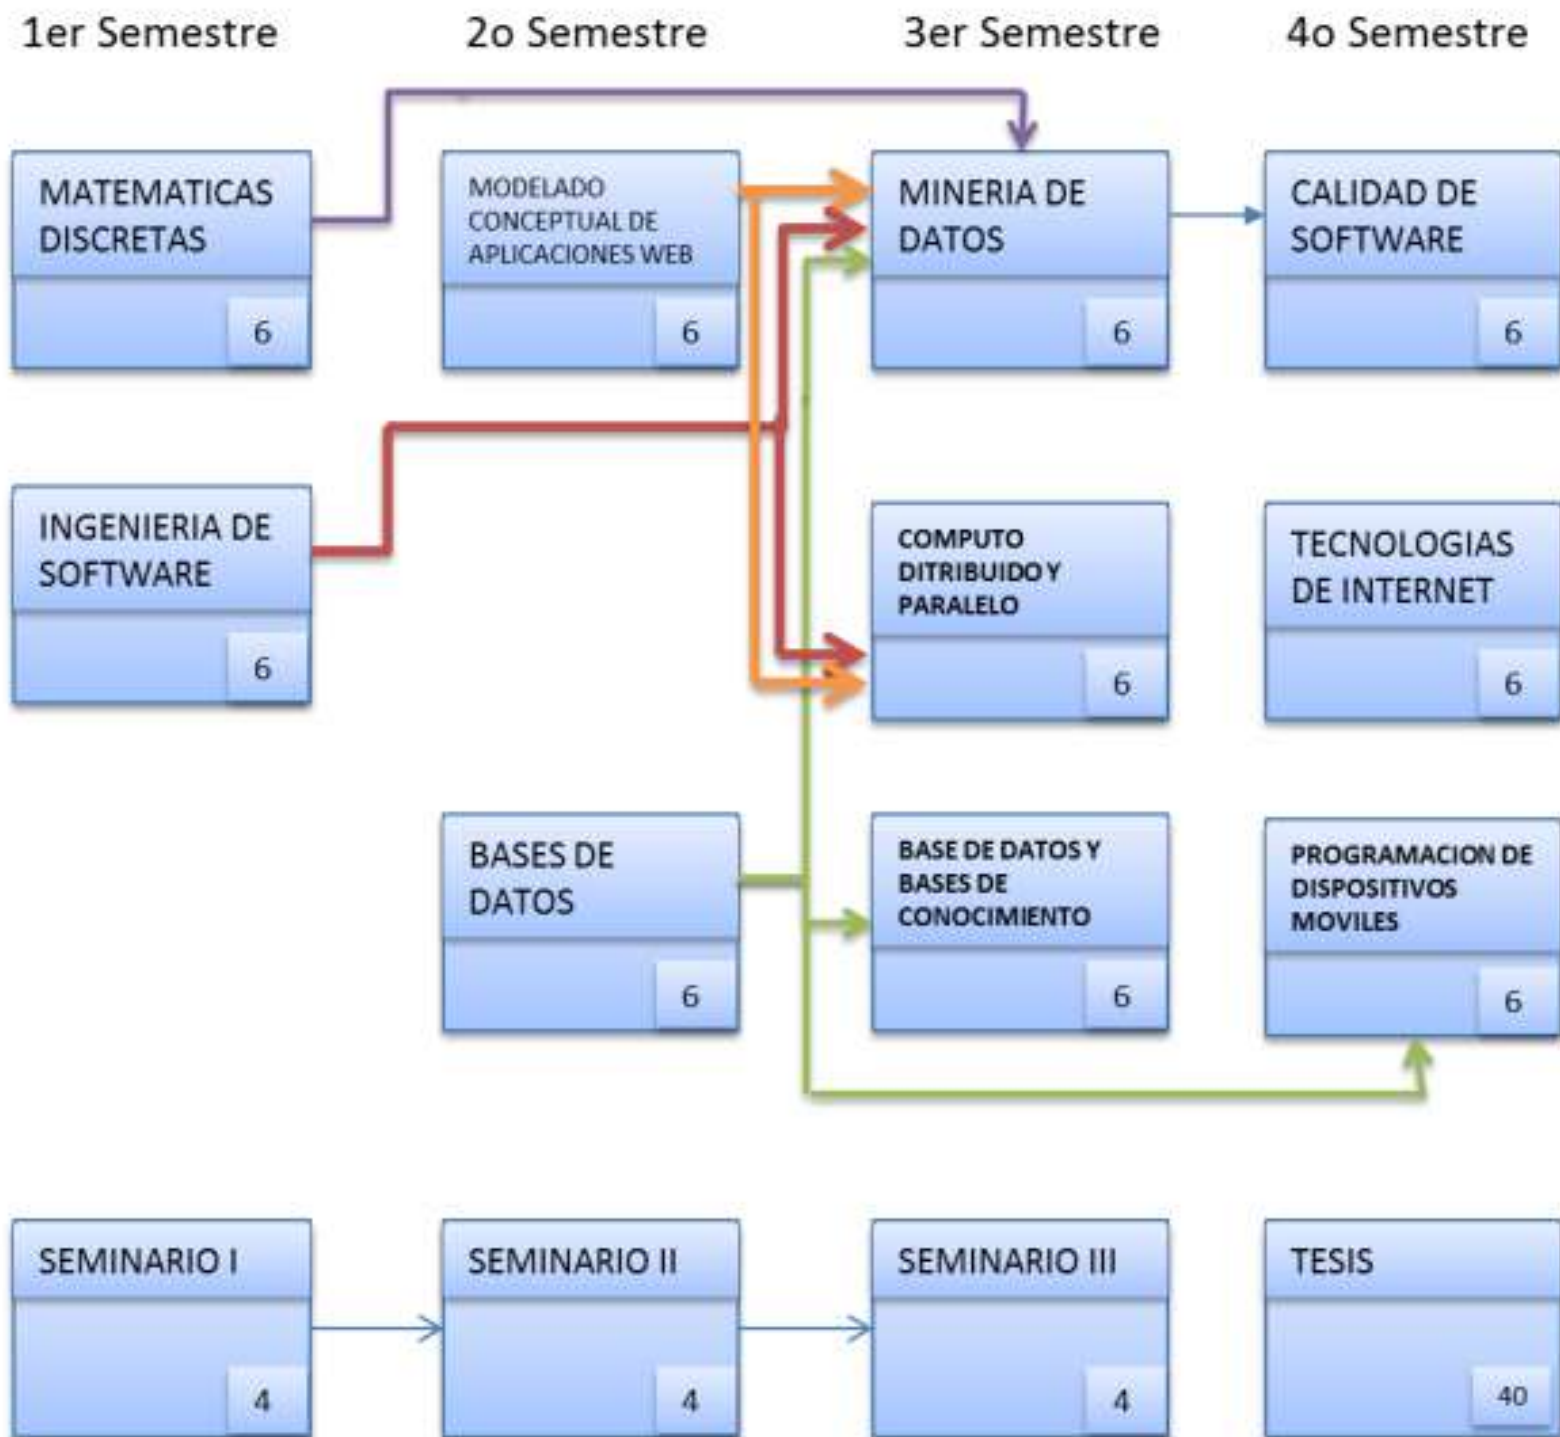 1er Semestre
2o Semestre
3er Semestre
4o Semestre
MATEMATICAS
DISCRETAS
6
MODELADO
CONCEPTUAL DE
APLICACIONES WEB
6
MINERIA DE
DATOS
6
CALIDAD DE
SOFTWARE
6
INGENIERIA DE
SOFTWARE
6
COMPUTO
DITRIBUIDO Y
PARALELO
6
TECNOLOGIAS
DE INTERNET
6
BASES DE
DATOS
6
BASE DE DATOS Y
BASES DE
CONOCIMIENTO
6
PROGRAMACION DE
DISPOSITIVOS
MOVILES
6
SEMINARIO I
4
SEMINARIO II
4
SEMINARIO III
4
TESIS
40